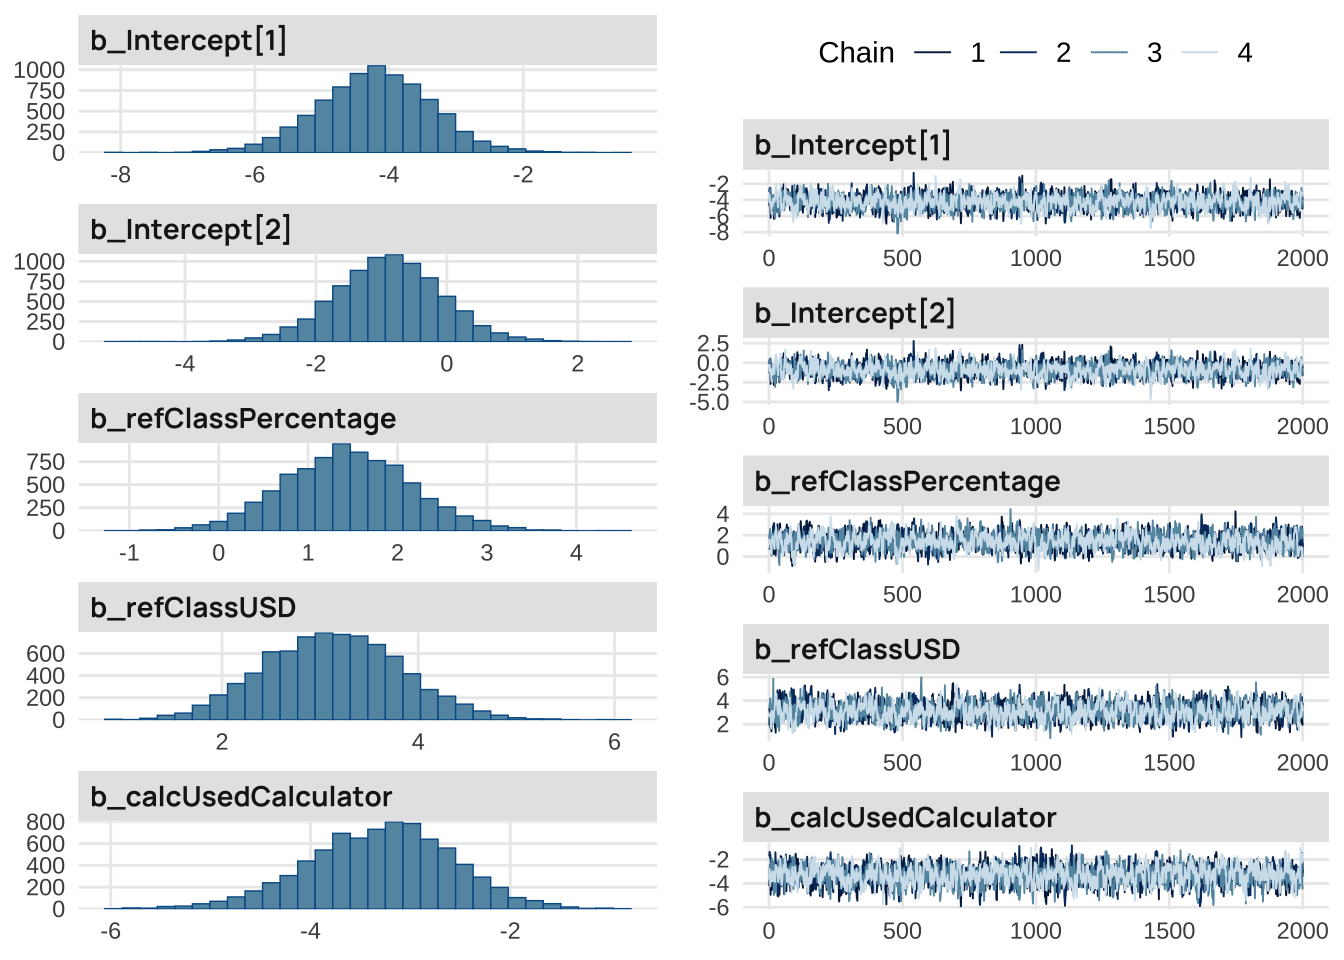 b_Intercept[1]
1000
750
500
250
0
-8 -6 -4 -2
b_Intercept[2]
1000
750
500
250
0
-4 -2 0 2
b_refClassPercentage
750
500
250
0
-1 0 1 2 3 4
b_refClassUSD
600
400
200
0
2 4 6
b_calcUsedCalculator
800
600
400
200
0
-6 -4 -2
Chain 1 2 3 4
b_Intercept[1]
-2
-4
-6
-8
0 500 1000 1500 2000
b_Intercept[2]
2.5
0.0
-2.5
-5.0
0 500 1000 1500 2000
b_refClassPercentage
4
2
0
0 500 1000 1500 2000
b_refClassUSD
6
4
2
0 500 1000 1500 2000
b_calcUsedCalculator
-2
-4
-6
0 500 1000 1500 2000